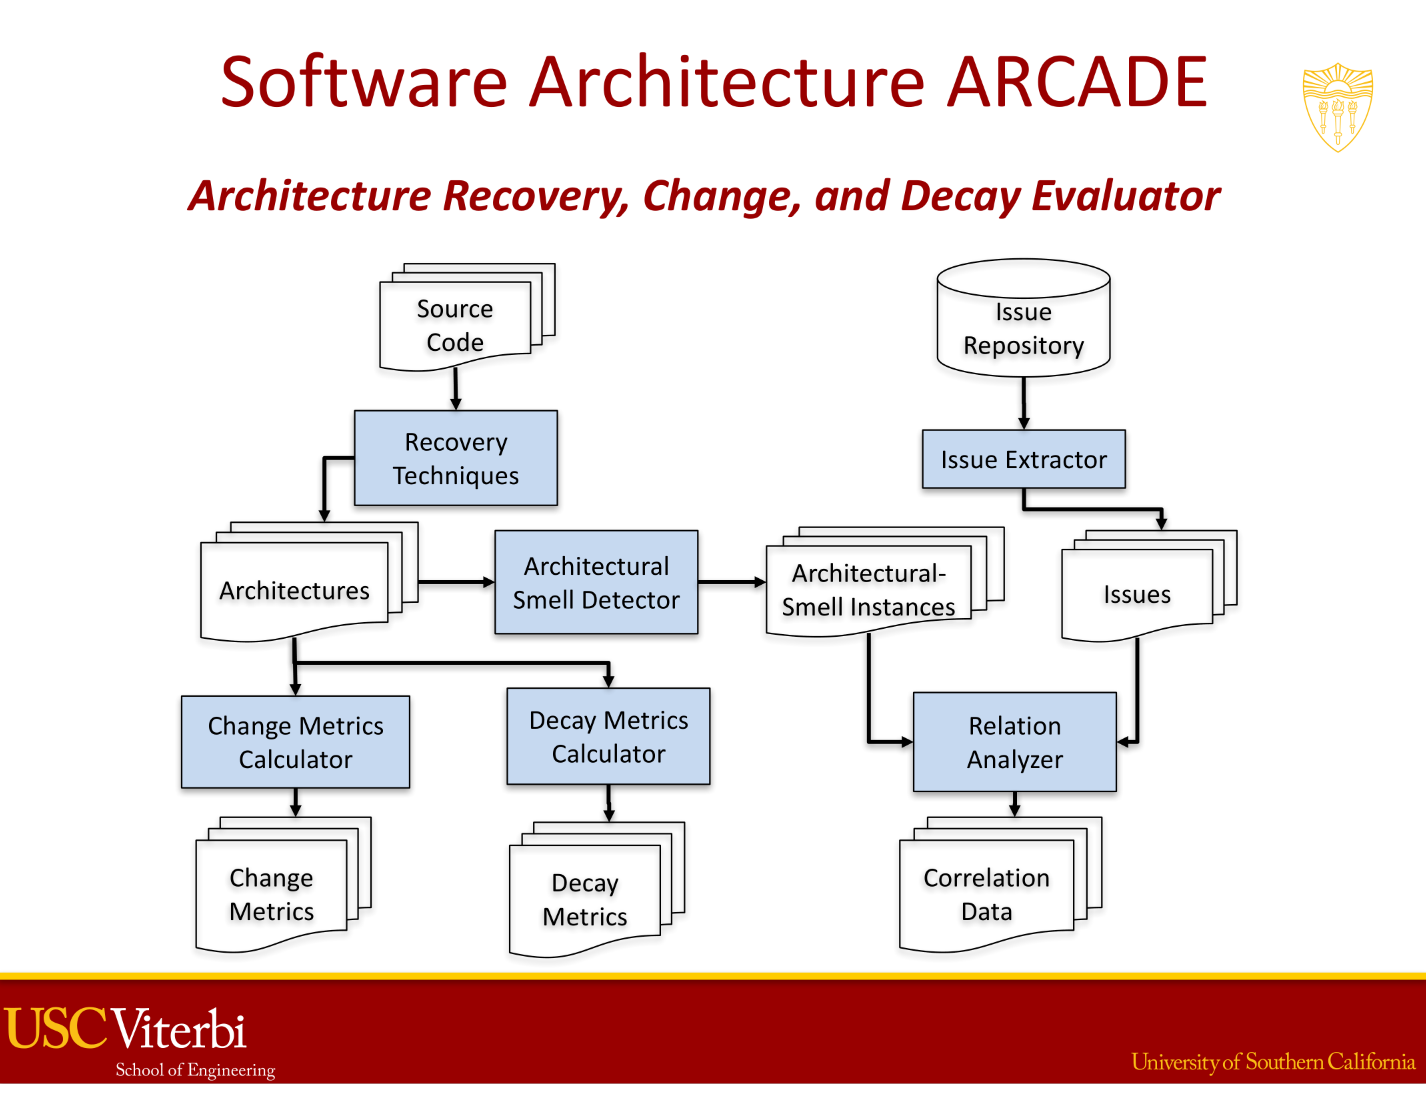 Software Architecture ARCADE
Architecture Recovery, Change, and Decay Evaluator
Source
Code
Issue
Repository
Recovery
Techniques
Issue Extractor
Architectures
Architectural
Smell Detector
Architectural-
Smell Instances
Issues
Change Metrics
Calculator
Decay Metrics
Calculator
Relation
Analyzer
Change
Metrics
Decay
Metrics
Correlation
Data
USC Viterbi
School of Engineering
University of Southern California